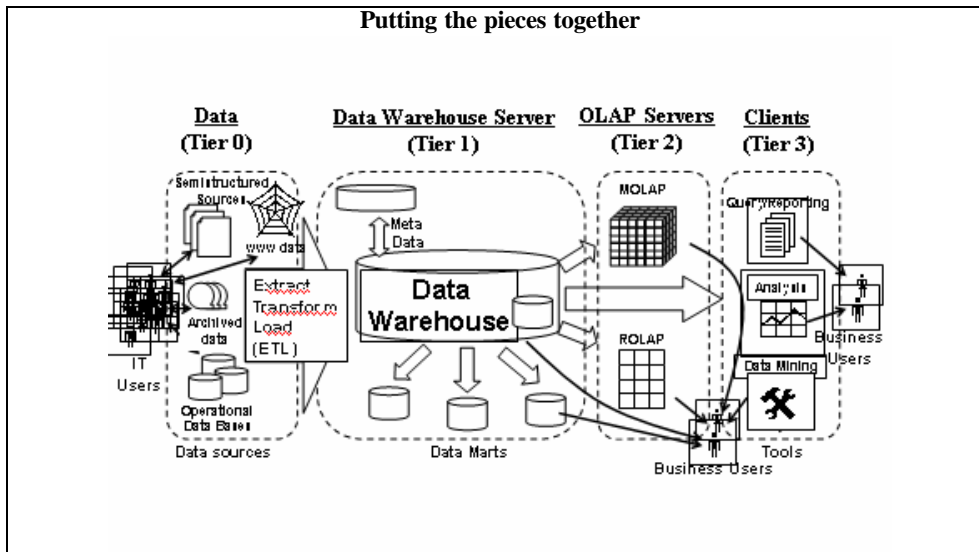 Putting the pieces together
Data
(Tier 0)
Data Warehouse Server
(Tier 1)
OLAP Servers
(Tier 2)
Clients
(Tier 3)
Semistructured
Sources
www data
Archived
data
Operational
Data Bases
Data sources
IT
Users
Extract
Transform
Load
(ETL)
Meta
Data
Data
Warehouse
Data Marts
MOLAP
ROLAP
Query/Reporting
Analysis
Data Mining
Tools
Business
Users
Business Users